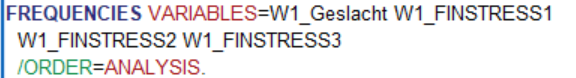 FREQUENCIES VARIABLES=W1_Geslacht W1_FINSTRESS1
W1_FINSTRESS2 W1_FINSTRESS3
/ORDER=ANALYSIS.